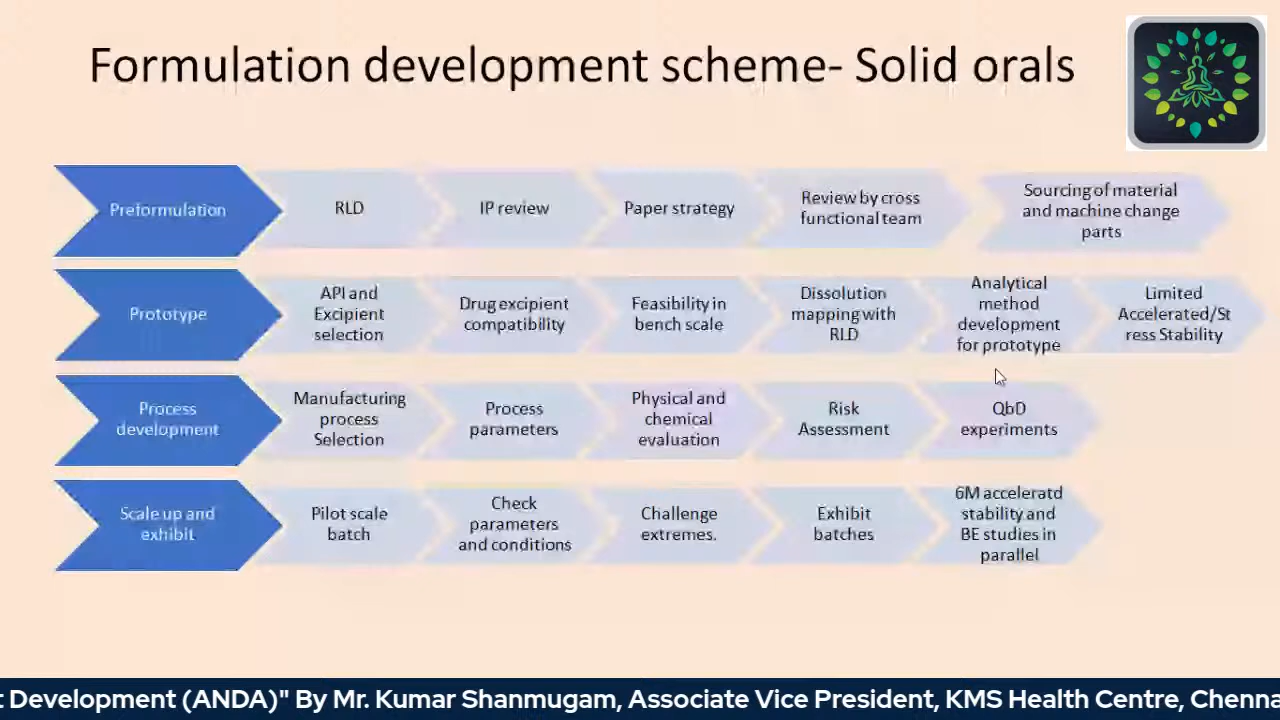 Formulation development scheme- Solid orals
Preformulation
RLD
IP review
Paper strategy
Review by cross
functional team
Sourcing of material
and machine change
parts
Prototype
API and
Excipient
selection
Drug excipient
compatibility
Feasibility in
bench scale
Dissolution
mapping with
RLD
Analytical
method
development
for prototype
Limited
Accelerated/St
ress Stability
Process
development
Manufacturing
process
Selection
Process
parameters
Physical and
chemical
evaluation
Risk
Assessment
QbD
experiments
Scale up and
exhibit
Pilot scale
batch
Check
parameters
and conditions
Challenge
extremes.
Exhibit
batches
6M acceleratd
stability and
BE studies in
parallel
t Development (ANDA)" By Mr. Kumar Shanmugam, Associate Vice President, KMS Health Centre, Chenna